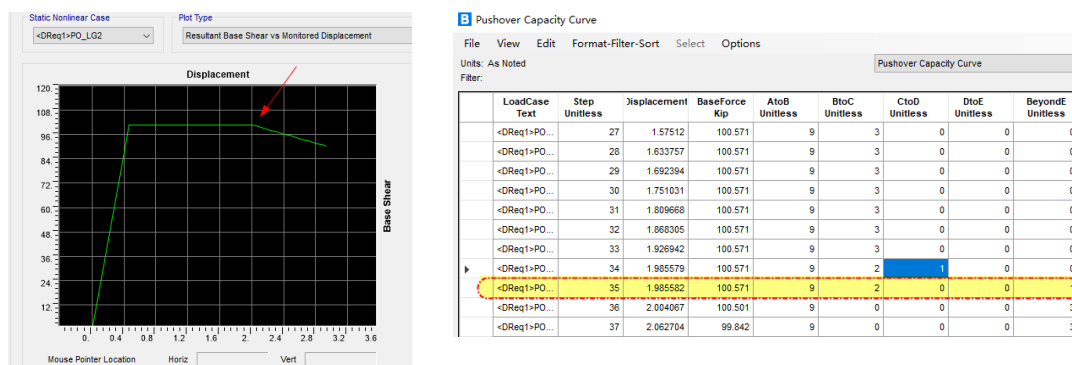 Static Nonlinear Case
Plot Type
<DReq1>PO_LG2
Resultant Base Shear vs Monitored Displacement
Displacement
120.
108.
96.
84.
72.
60.
48.
36.
24.
12.
Base Shear
0. 0.4 0.8 1.2 1.6 2. 2.4 2.8 3.2 3.6
Mouse Pointer Location Horiz Vert
B Pushover Capacity Curve
File View Edit Format-Filter-Sort Select Options
Units: As Noted
Pushover Capacity Curve
Filter:
LoadCase Step Displacement BaseForce AtoB BtoC CtoD DtoE BeyondE
Text Unitless Kip Unitless Unitless Unitless Unitless Unitless
<DReq1>PO... 27 1.57512 100.571 9 3 0 0 0
<DReq1>PO... 28 1.633757 100.571 9 3 0 0 0
<DReq1>PO... 29 1.692394 100.571 9 3 0 0 0
<DReq1>PO... 30 1.751031 100.571 9 3 0 0 0
<DReq1>PO... 31 1.809668 100.571 9 3 0 0 0
<DReq1>PO... 32 1.868305 100.571 9 3 0 0 0
<DReq1>PO... 33 1.926942 100.571 9 3 0 0 0
<DReq1>PO... 34 1.985579 100.571 9 2 1 0 0
<DReq1>PO... 35 1.985582 100.571 9 2 0 0 1
<DReq1>PO... 36 2.004067 100.501 9 0 0 0 3
<DReq1>PO... 37 2.062704 99.842 9 0 0 0 3